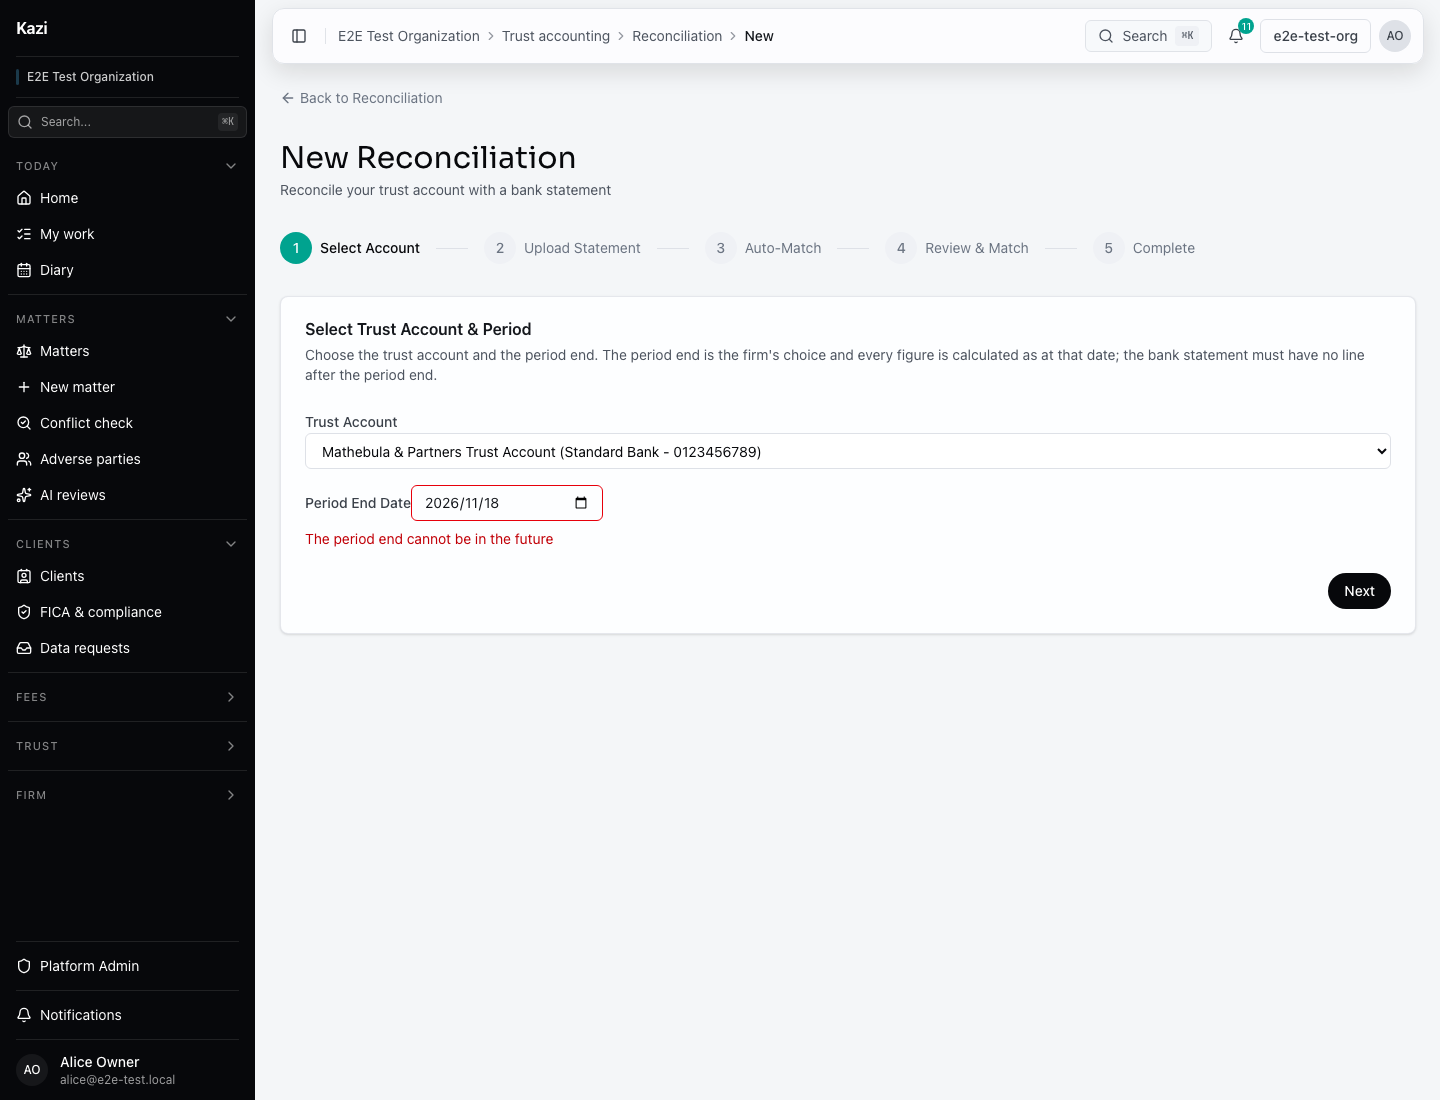 Kazi
E2E Test Organization
Search... ⌘K
TODAY
Home
My work
Diary
MATTERS
Matters
New matter
Conflict check
Adverse parties
AI reviews
CLIENTS
Clients
FICA & compliance
Data requests
FEES
TRUST
FIRM
Platform Admin
Notifications
AO
Alice Owner
alice@e2e-test.local
E2E Test Organization > Trust accounting > Reconciliation > New
Search ⌘K
11
e2e-test-org
AO
Back to Reconciliation
New Reconciliation
Reconcile your trust account with a bank statement
1 Select Account
2 Upload Statement
3 Auto-Match
4 Review & Match
5 Complete
Select Trust Account & Period
Choose the trust account and the period end. The period end is the firm's choice and every figure is calculated as at that date; the bank statement must have no line
after the period end.
Trust Account
Mathebula & Partners Trust Account (Standard Bank - 0123456789)
Period End Date 2026/11/18
The period end cannot be in the future
Next